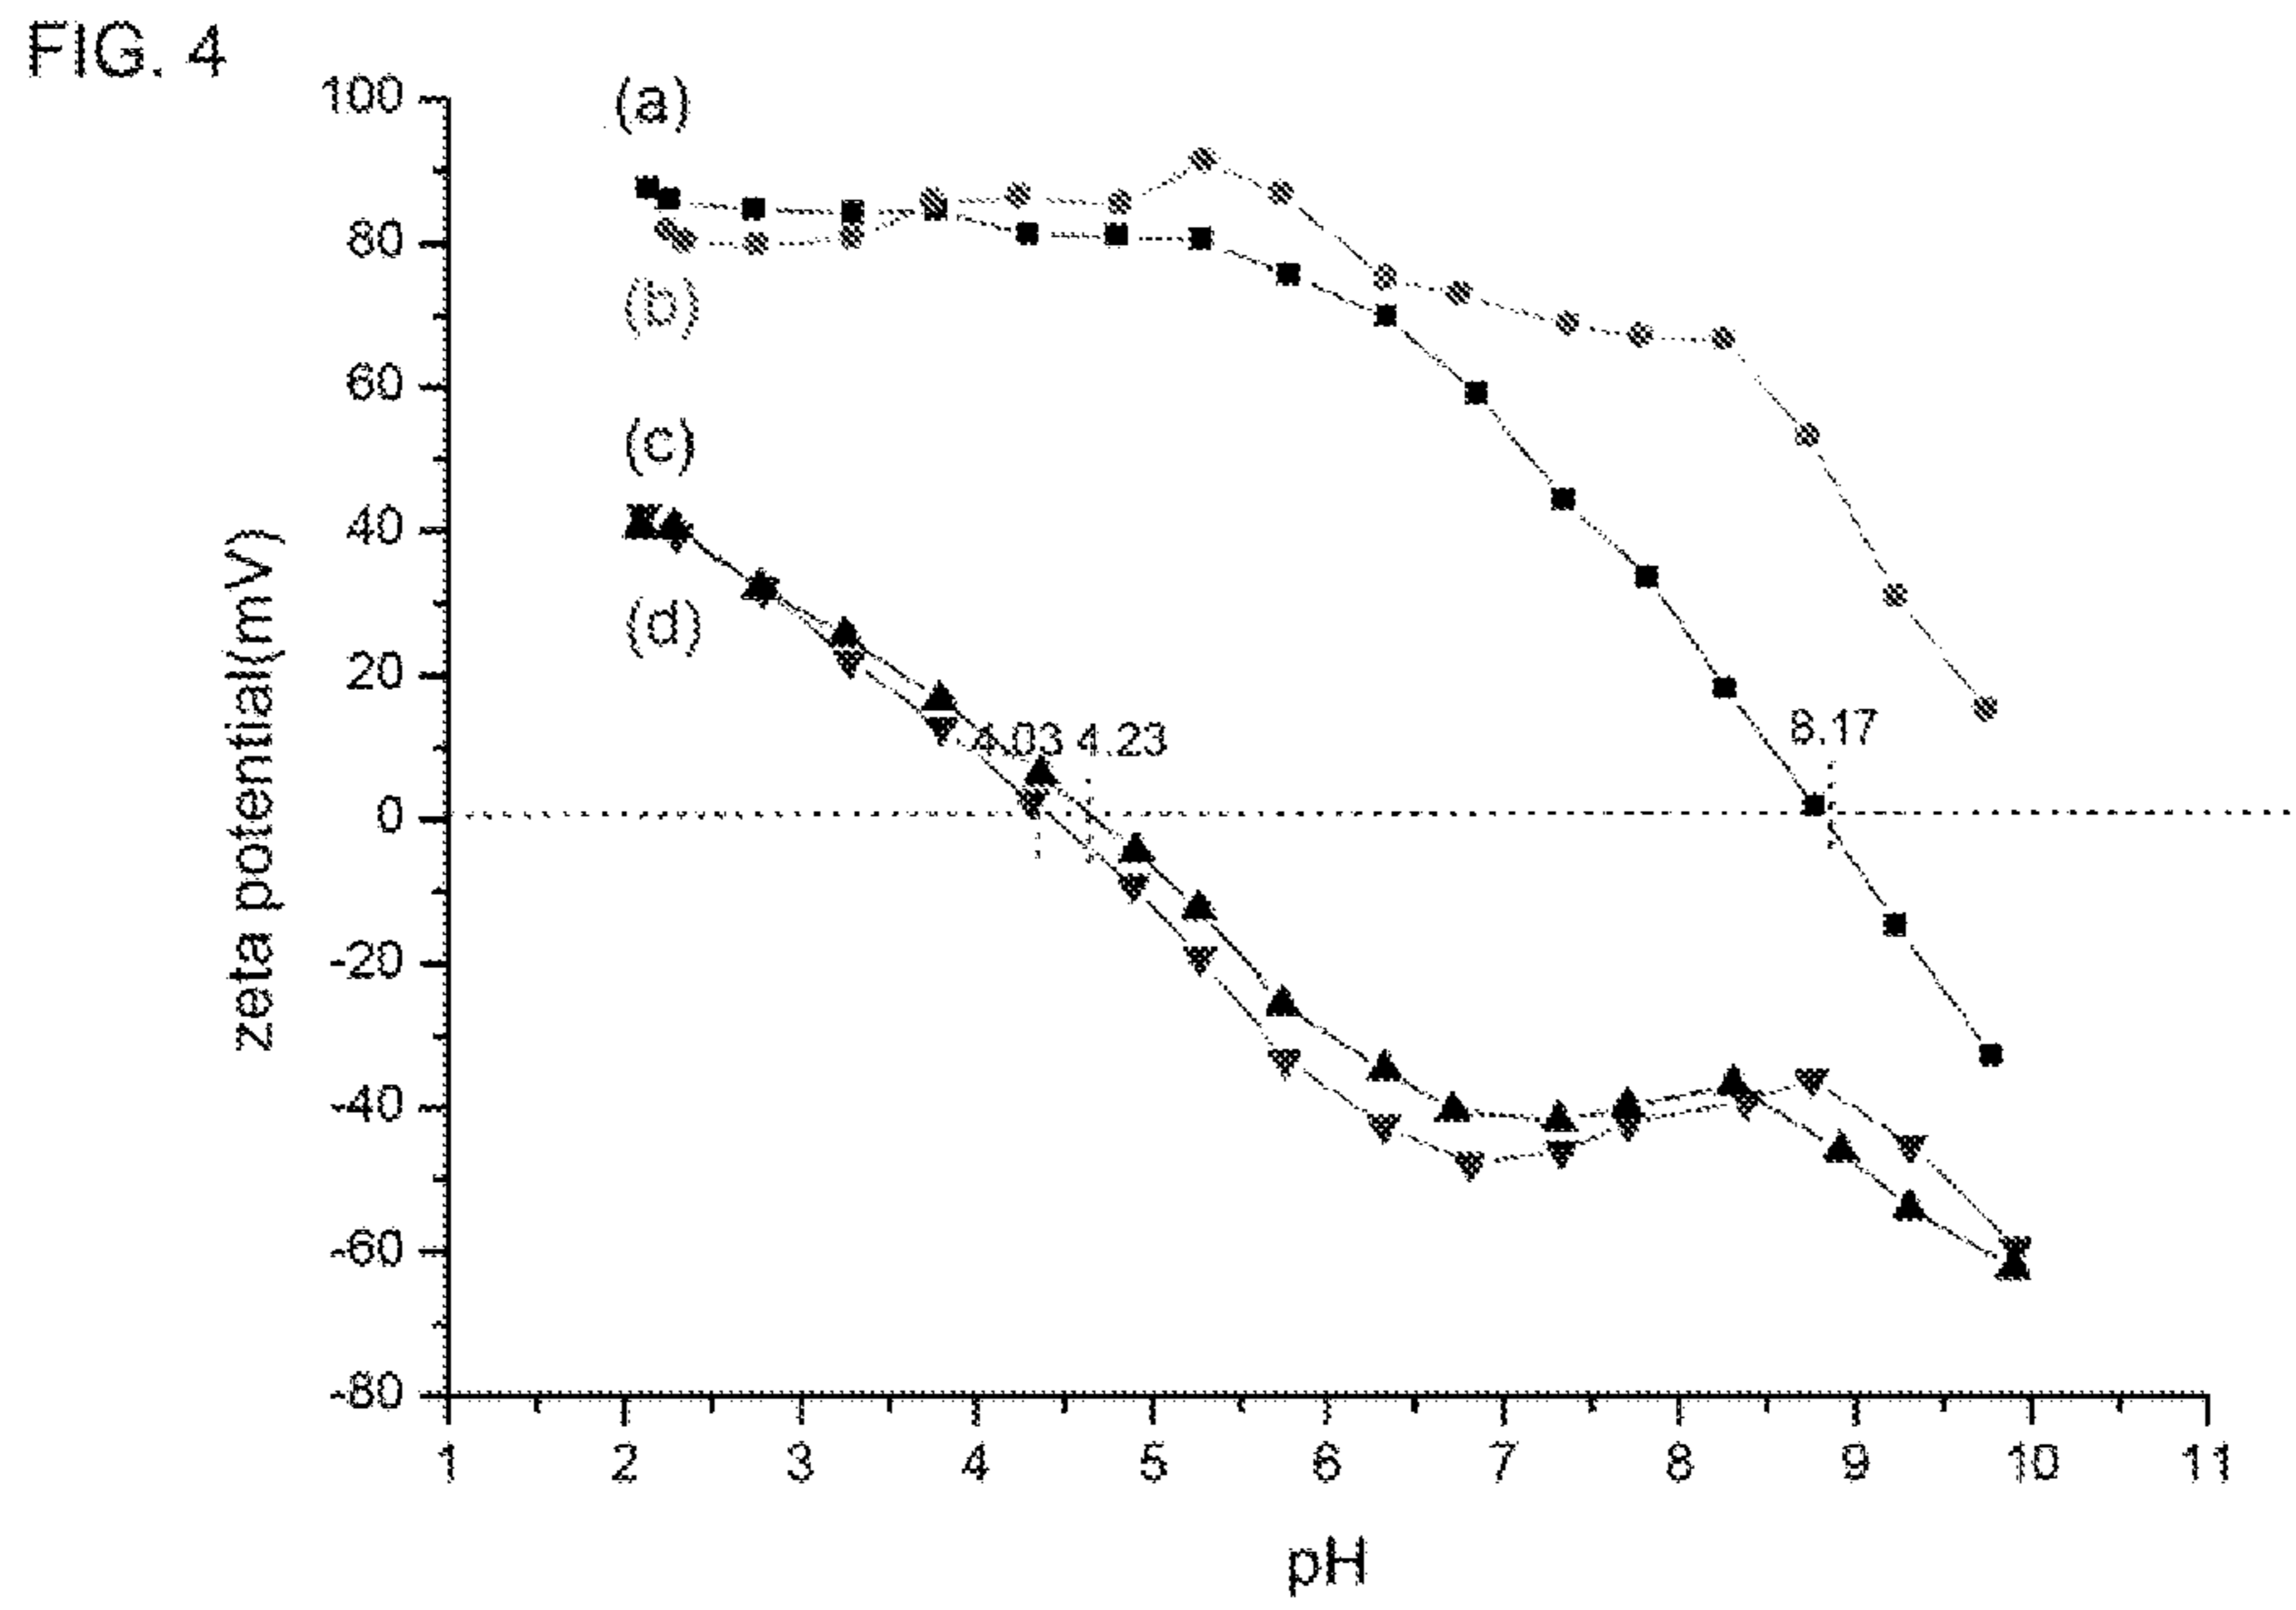 FIG. 4
100
80
60
40
20
0
-20
-40
-60
-80
zeta potential(mV)
(a)
(b)
(c)
(d)
4.03 4.23
8.17
1 2 3 4 5 6 7 8 9 10 11
pH